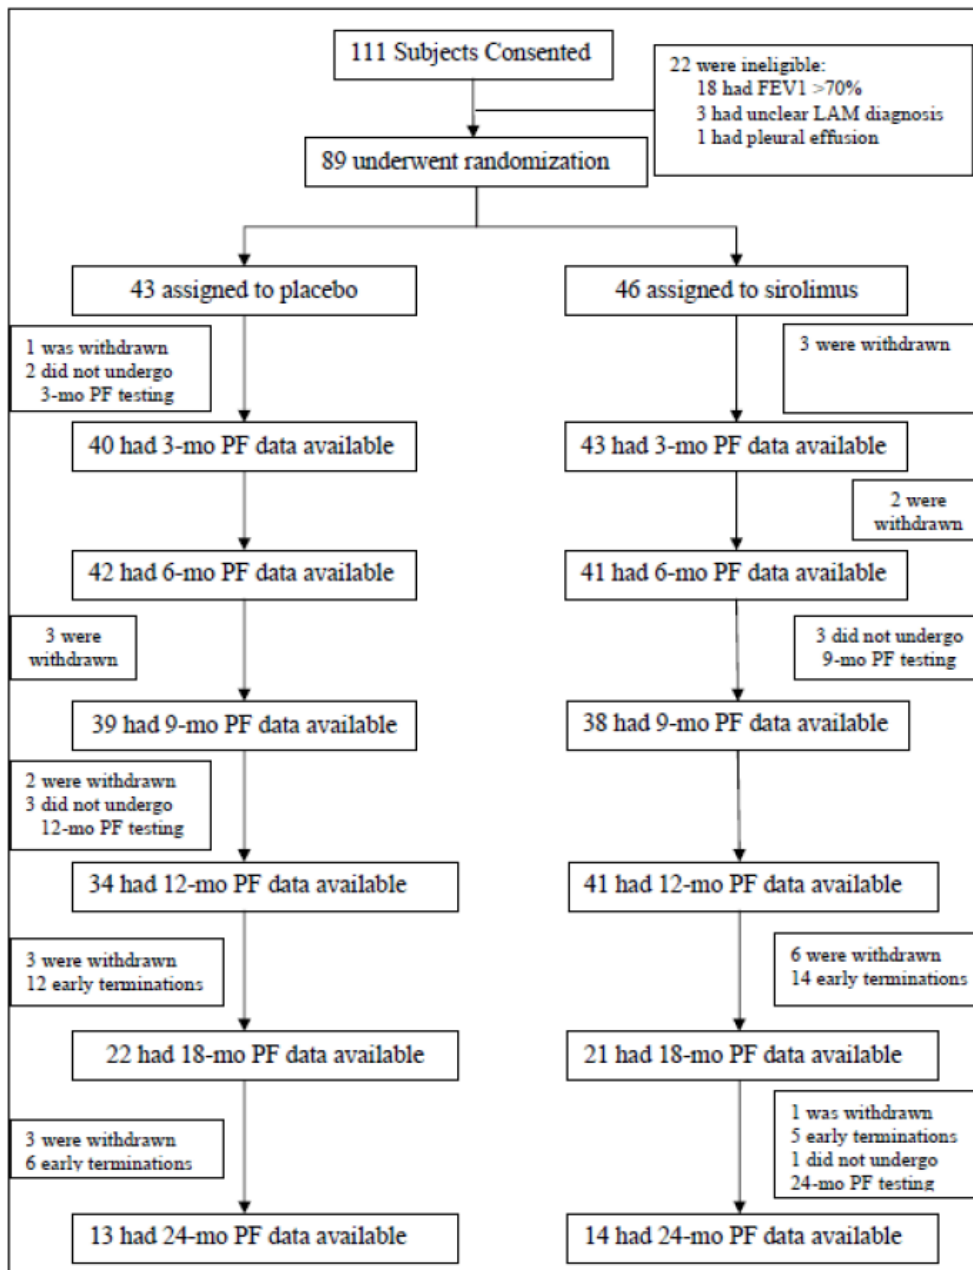 111 Subjects Consented
22 were ineligible:
18 had FEV1 >70%
3 had unclear LAM diagnosis
1 had pleural effusion
89 underwent randomization
43 assigned to placebo
46 assigned to sirolimus
1 was withdrawn
2 did not undergo
3-mo PF testing
3 were withdrawn
40 had 3-mo PF data available
43 had 3-mo PF data available
2 were
withdrawn
42 had 6-mo PF data available
41 had 6-mo PF data available
3 were
withdrawn
3 did not undergo
9-mo PF testing
39 had 9-mo PF data available
38 had 9-mo PF data available
2 were withdrawn
3 did not undergo
12-mo PF testing
34 had 12-mo PF data available
41 had 12-mo PF data available
3 were withdrawn
12 early terminations
6 were withdrawn
14 early terminations
22 had 18-mo PF data available
21 had 18-mo PF data available
3 were withdrawn
6 early terminations
1 was withdrawn
5 early terminations
1 did not undergo
24-mo PF testing
13 had 24-mo PF data available
14 had 24-mo PF data available